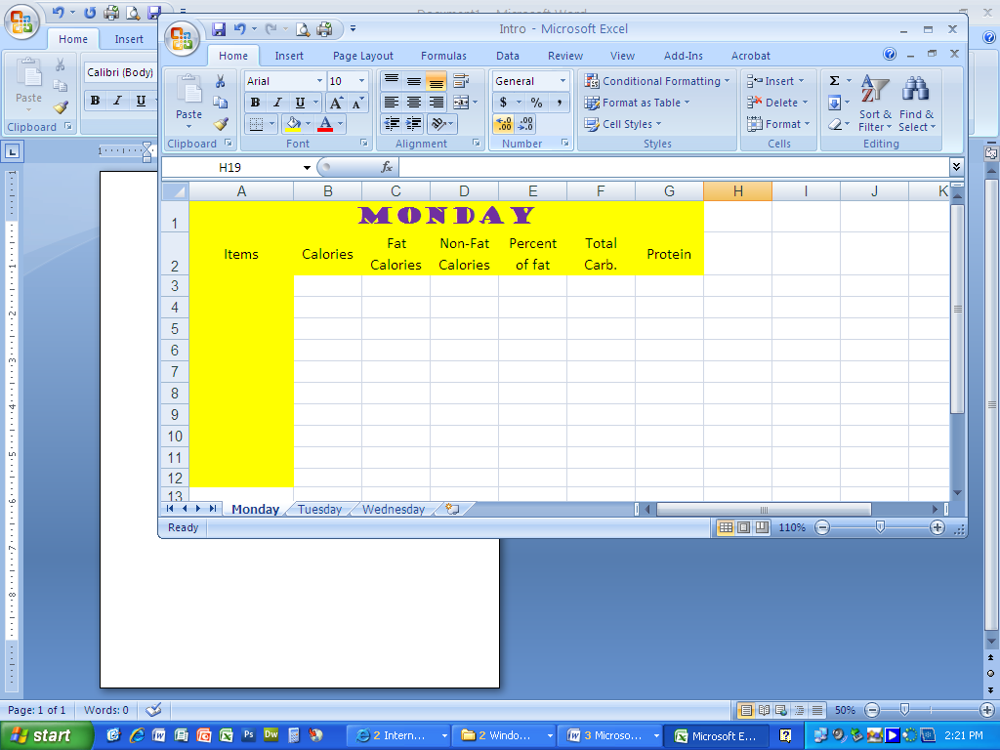 Document1 - Microsoft Word
Home Insert
Calibri (Body)
Paste
B I U
Clipboard
Intro - Microsoft Excel
Home Insert Page Layout Formulas Data Review View Add-Ins Acrobat
Arial 10 General Conditional Formatting Insert Σ
Paste B I U A A $ % , Format as Table Delete Sort & Filter Find & Select
A .00 .00 Cell Styles Format
Clipboard Font Alignment Number Styles Cells Editing
H19 fx
A B C D E F G H I J K
1 MONDAY
2 Items Calories Fat Calories Non-Fat Calories Percent of fat Total Carb. Protein
3
4
5
6
7
8
9
10
11
12
13
Monday Tuesday Wednesday
Ready 110%
Page: 1 of 1 Words: 0 50%
start 2 Intern... 2 Windo... 3 Microso... Microsoft E... 2:21 PM